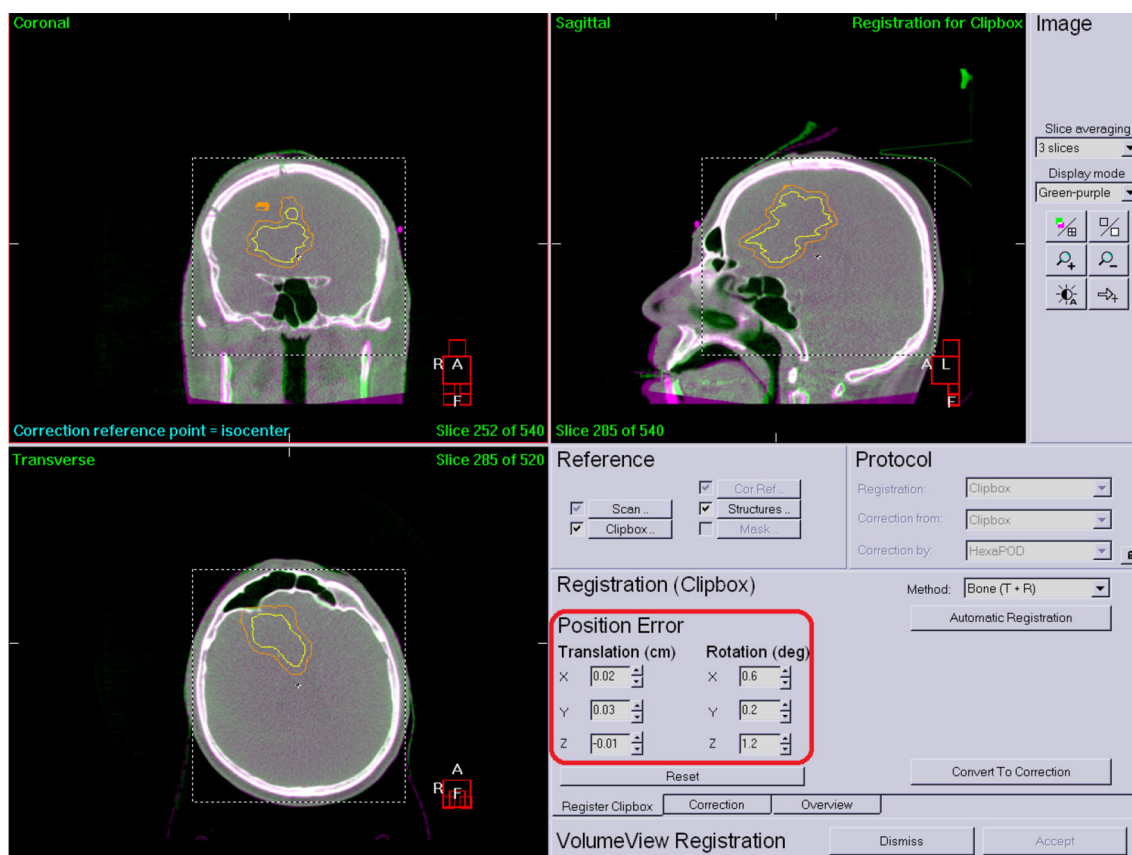 Coronal
Sagittal Registration for Clipbox
Image
Slice averaging
3 slices
Display mode
Green-purple
R A
F
A L
F
Correction reference point = isocenter Slice 252 of 540
Slice 285 of 540
Transverse Slice 285 of 520
A
R F
Reference
Cor Ref ..
Scan .. Structures ..
Clipbox .. Mask ..
Protocol
Registration: Clipbox
Correction from: Clipbox
Correction by: HexaPOD
Registration (Clipbox)
Method: Bone (T + R)
Automatic Registration
Position Error
Translation (cm) Rotation (deg)
X 0.02 X 0.6
Y 0.03 Y 0.2
Z -0.01 Z 1.2
Reset Convert To Correction
Register Clipbox Correction Overview
VolumeView Registration Dismiss Accept